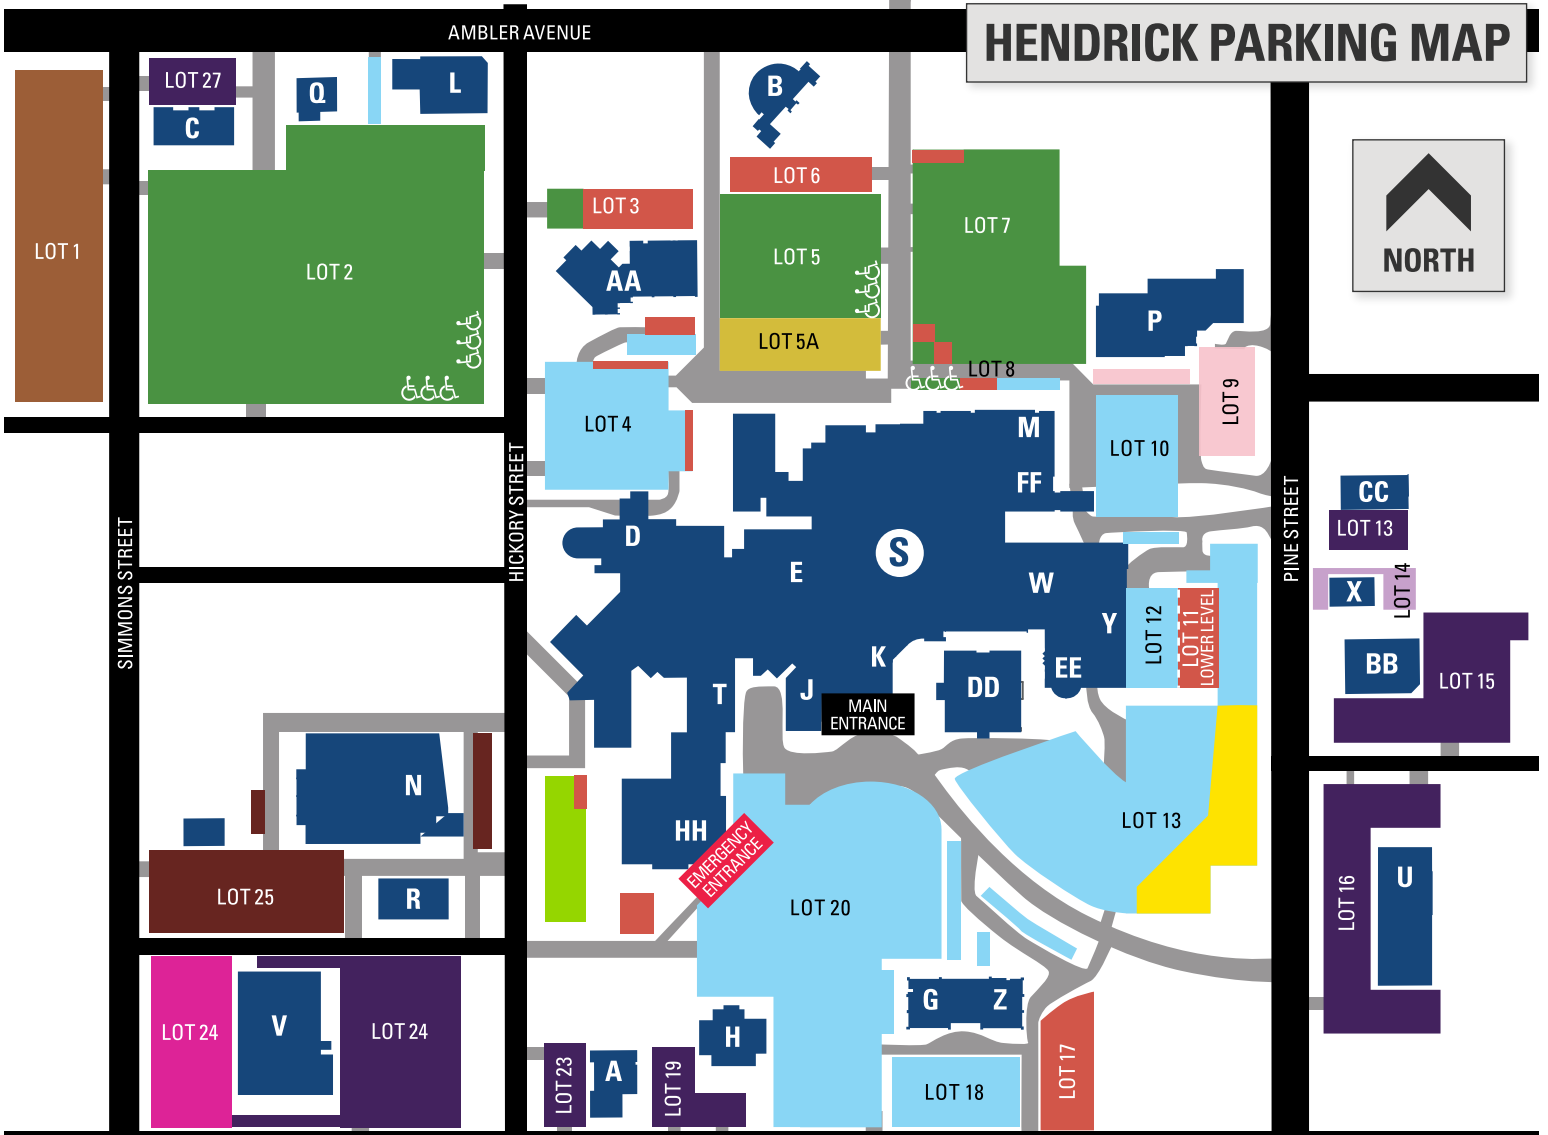 AMBLER AVENUE
HENDRICK PARKING MAP
LOT 27
C
Q
L
B
NORTH
LOT 1
LOT 2
LOT 3
LOT 6
LOT 5
LOT 7
AA
P
LOT 5A
LOT 8
LOT 9
LOT 4
M
LOT 10
FF
HICKORY STREET
SIMMONS STREET
PINE STREET
CC
LOT 13
D
S
E
W
X
LOT 14
Y
LOT 12
LOT 11
LOWER LEVEL
K
EE
BB
LOT 15
T
J
DD
MAIN
ENTRANCE
N
HH
EMERGENCY
ENTRANCE
LOT 13
LOT 25
R
LOT 20
LOT 16
U
LOT 24
V
LOT 24
G
Z
H
LOT 23
A
LOT 19
LOT 18
LOT 17